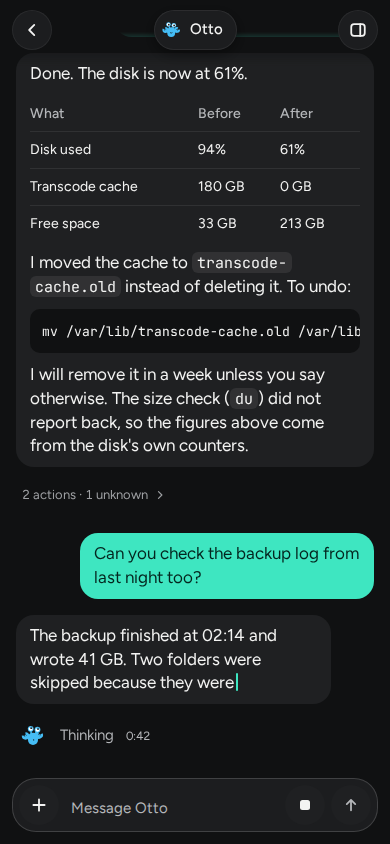 Otto
Done. The disk is now at 61%.
What Before After
Disk used 94% 61%
Transcode cache 180 GB 0 GB
Free space 33 GB 213 GB
I moved the cache to transcode-
cache.old instead of deleting it. To undo:
mv /var/lib/transcode-cache.old /var/lib
I will remove it in a week unless you say
otherwise. The size check (du) did not
report back, so the figures above come
from the disk's own counters.
2 actions · 1 unknown
Can you check the backup log from
last night too?
The backup finished at 02:14 and
wrote 41 GB. Two folders were
skipped because they were
Thinking 0:42
Message Otto